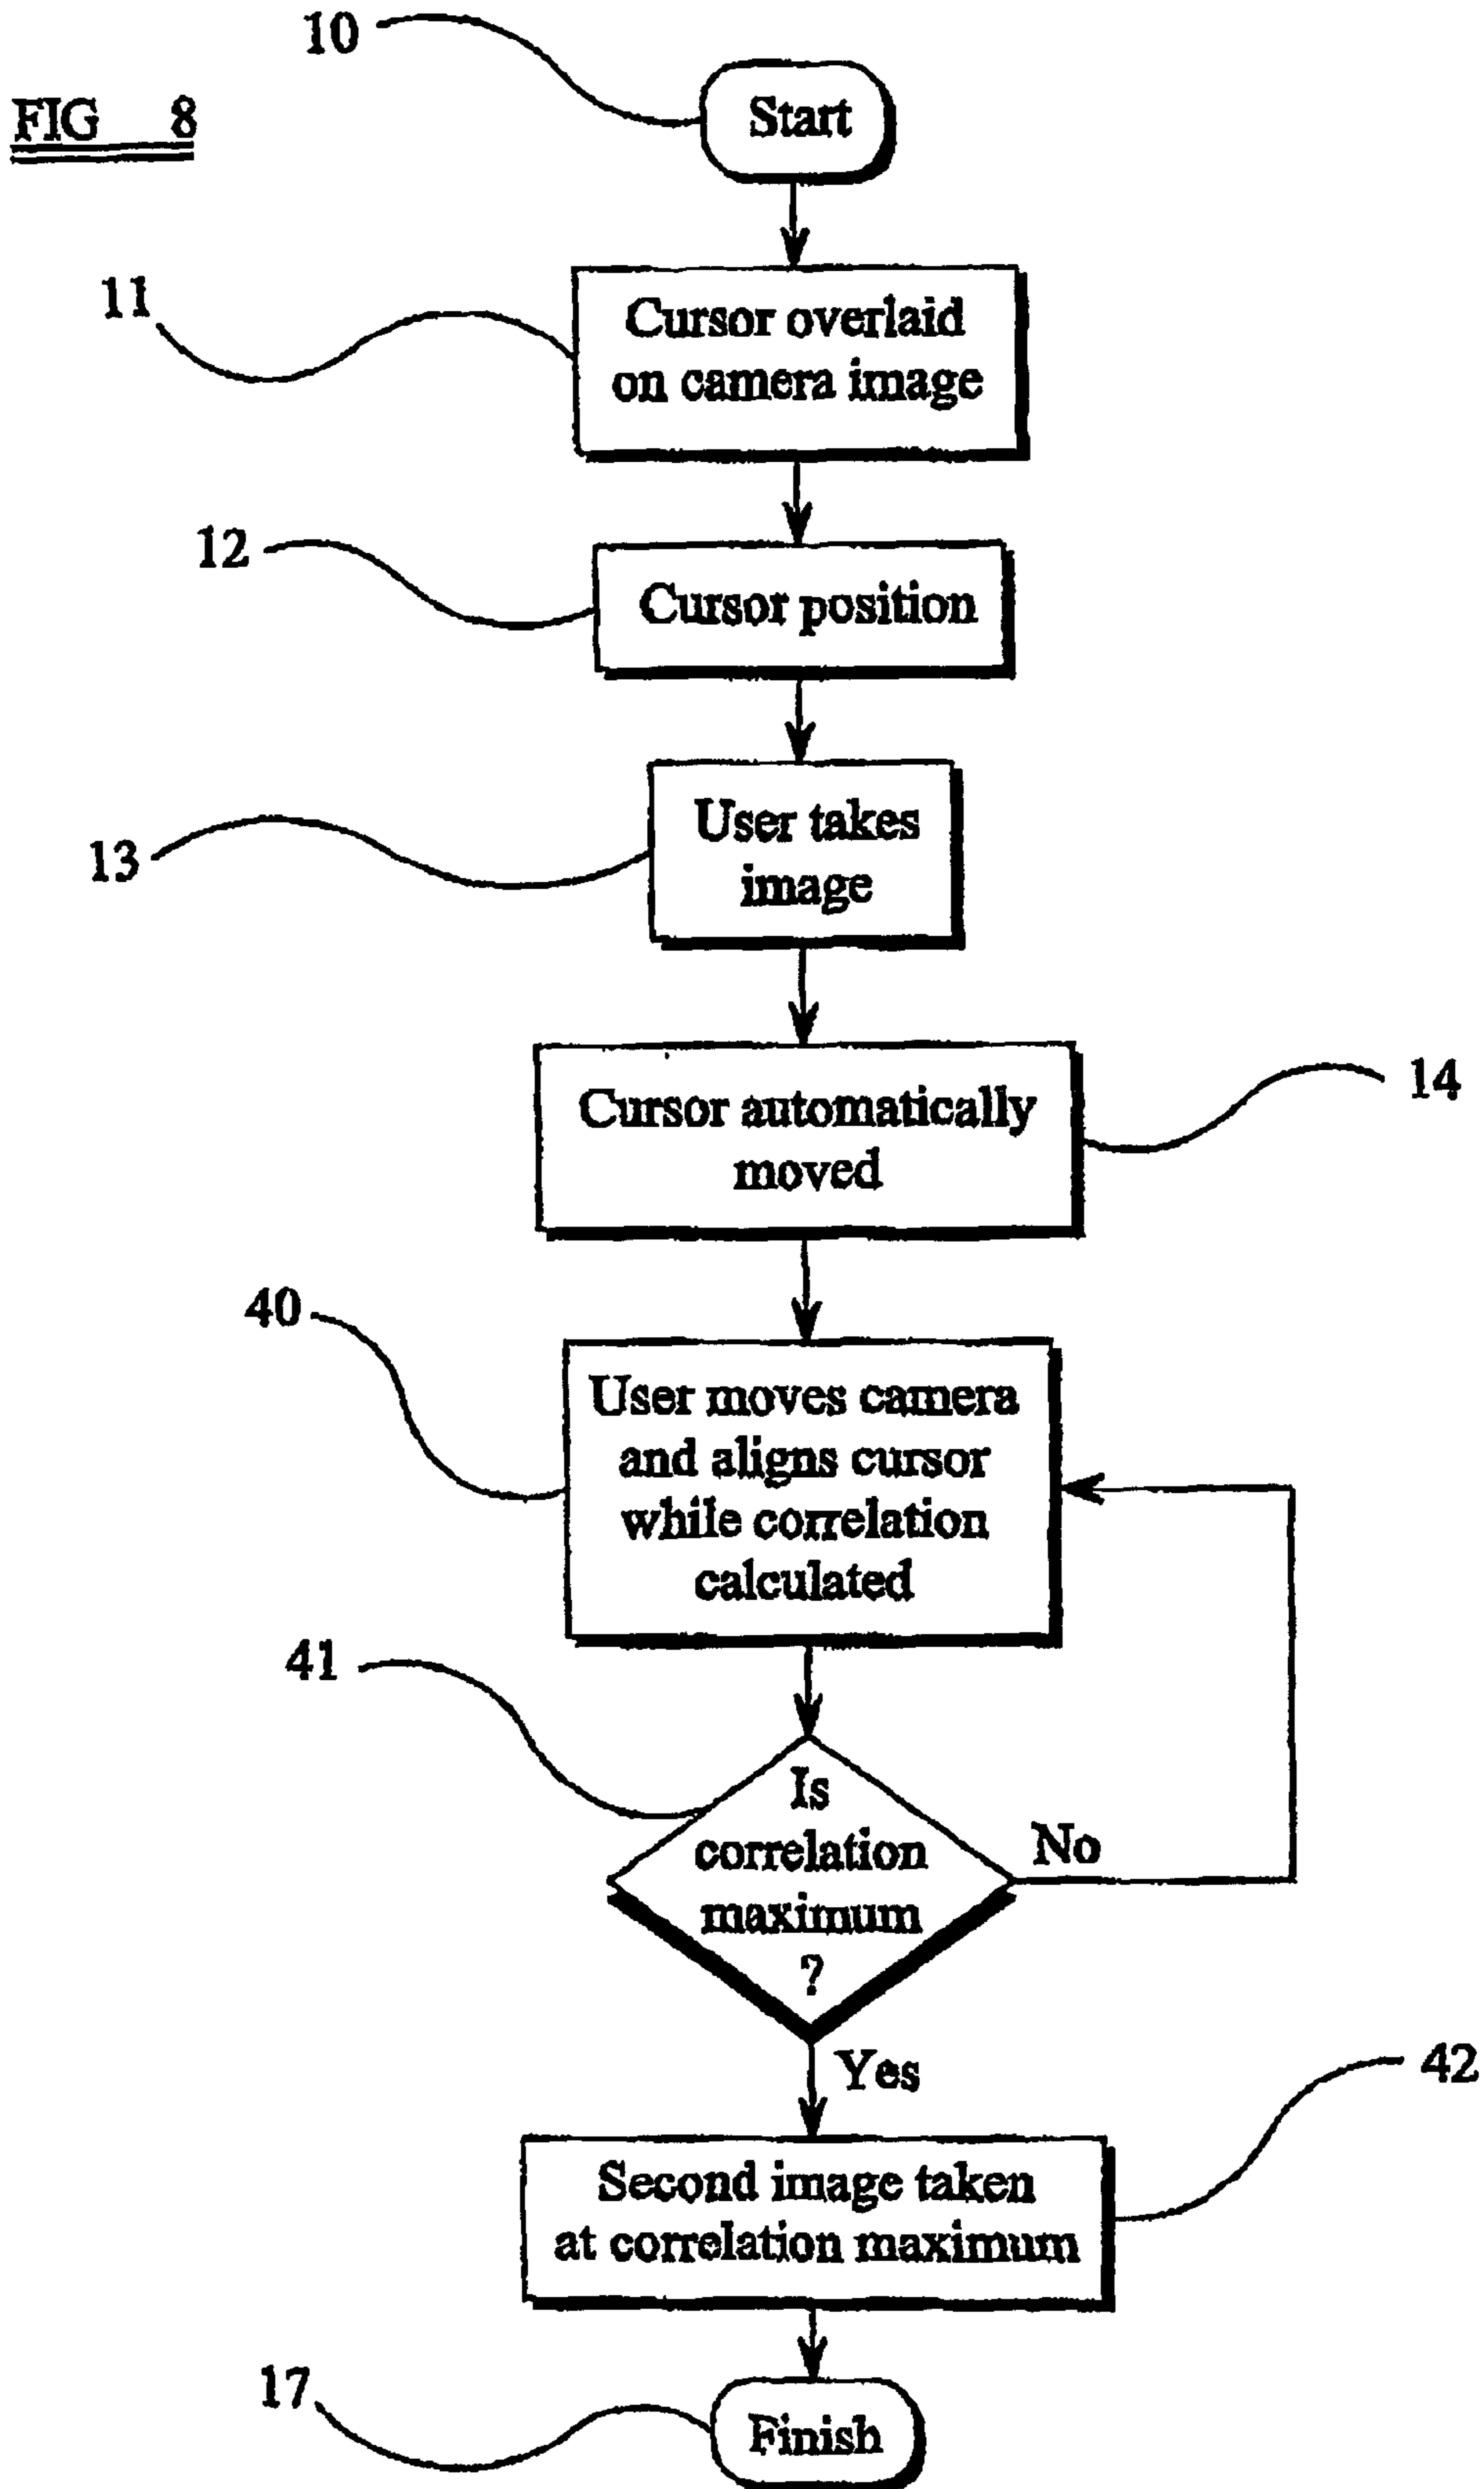 10
FIG 8
Start
11
Cursor overlaid
on camera image
12
Cursor position
13
User takes
image
14
Cursor automatically
moved
40
User moves camera
and aligns cursor
while correlation
calculated
41
Is
correlation
maximum
?
No
Yes
42
Second image taken
at correlation maximum
17
Finish